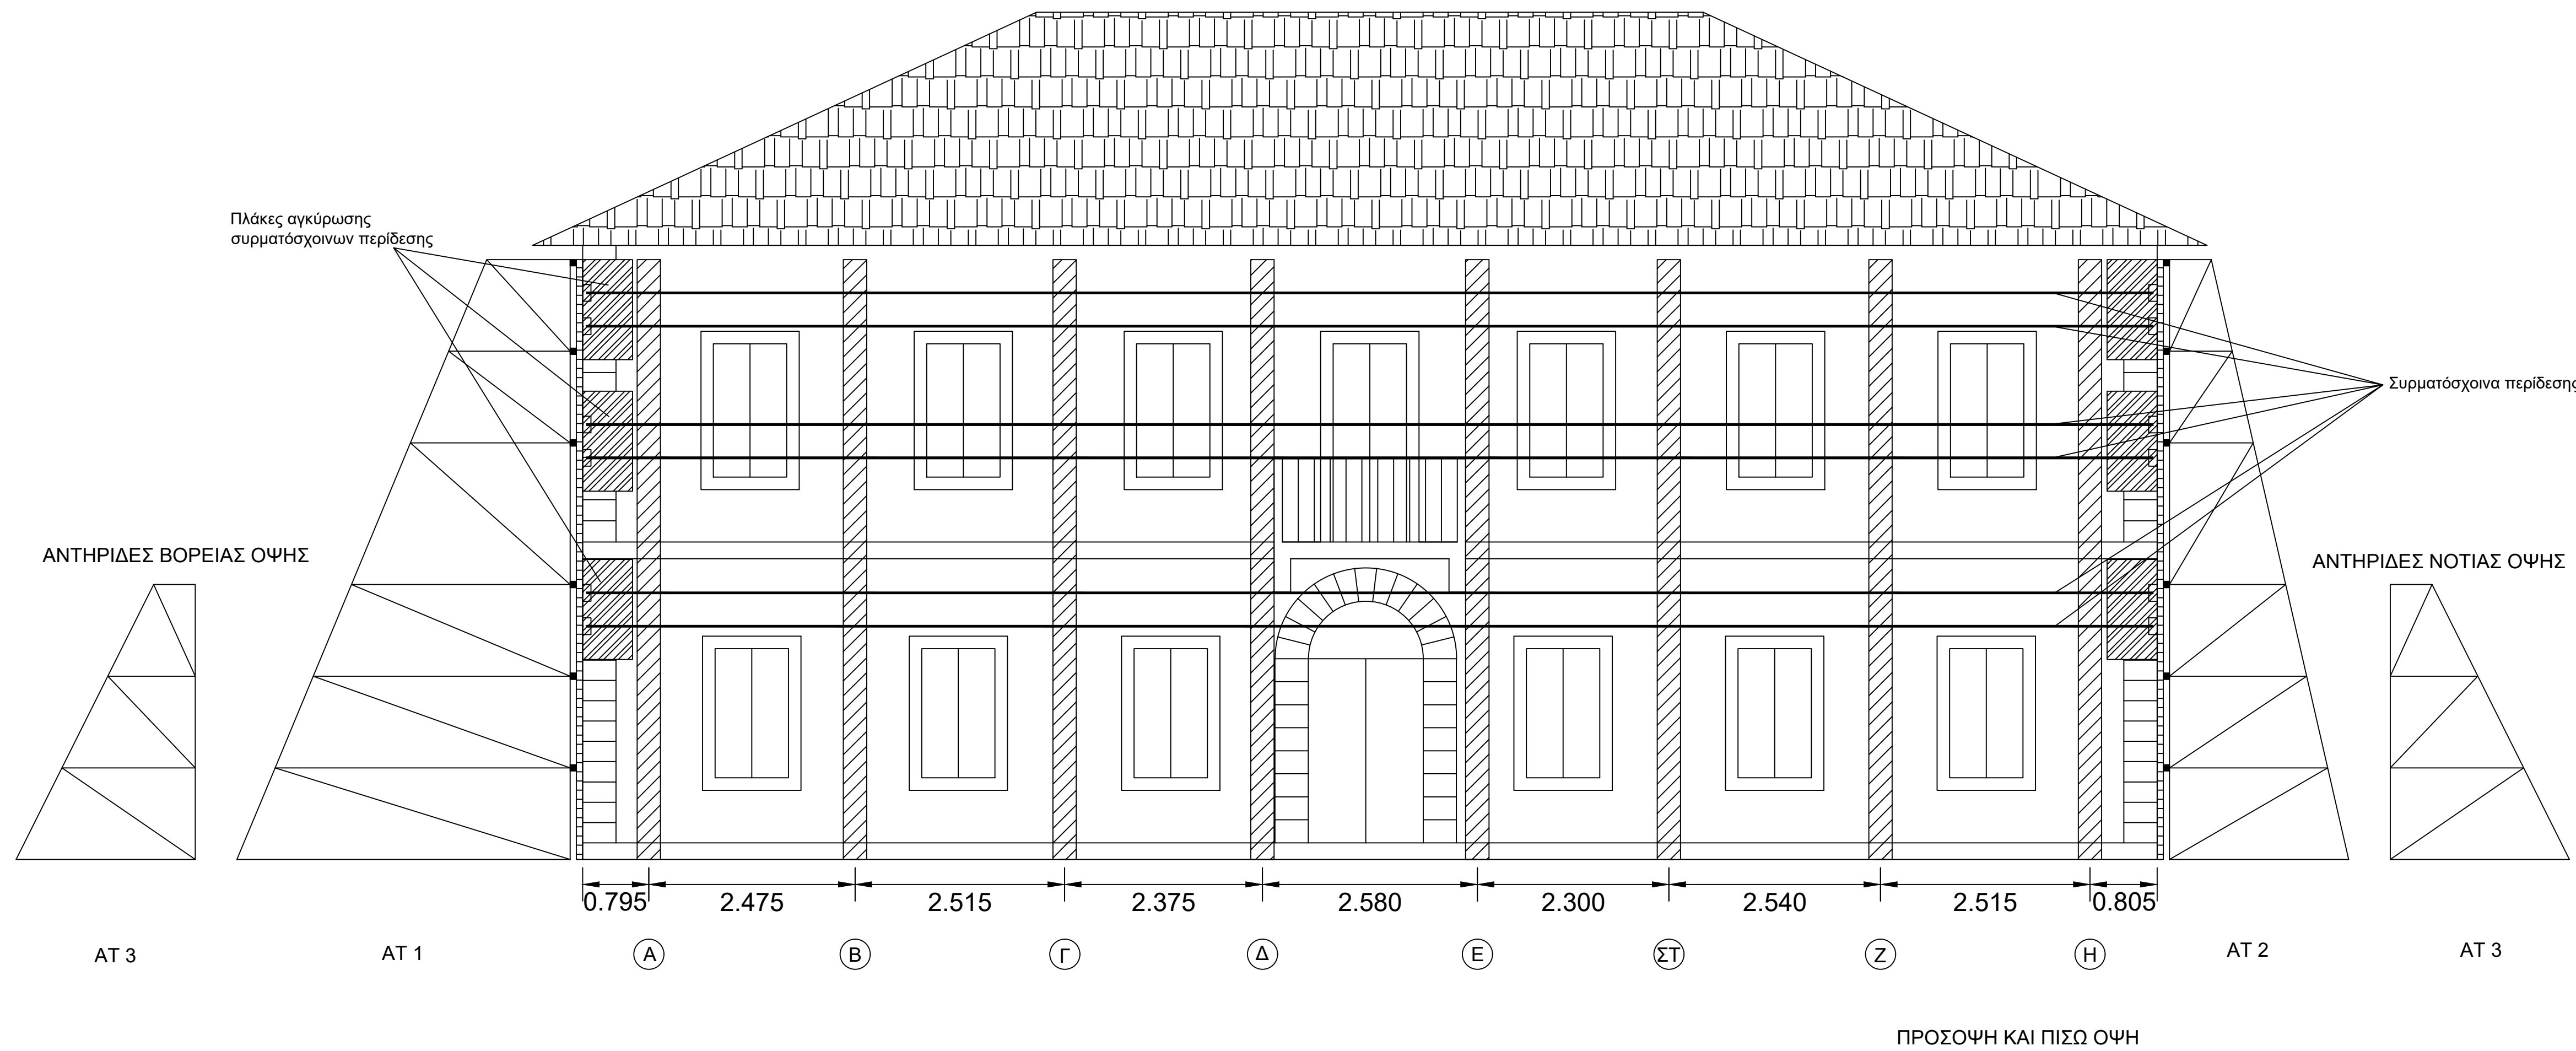 Πλάκες αγκύρωσης
συρματόσχοινων περίδεσης
Συρματόσχοινα περίδεσης
ΑΝΤΗΡΙΔΕΣ ΒΟΡΕΙΑΣ ΟΨΗΣ
ΑΝΤΗΡΙΔΕΣ ΝΟΤΙΑΣ ΟΨΗΣ
0.795 2.475 2.515 2.375 2.580 2.300 2.540 2.515 0.805
ΑΤ 3 ΑΤ 1 Α Β Γ Δ Ε ΣΤ Ζ Η ΑΤ 2 ΑΤ 3
ΠΡΟΣΟΨΗ ΚΑΙ ΠΙΣΩ ΟΨΗ